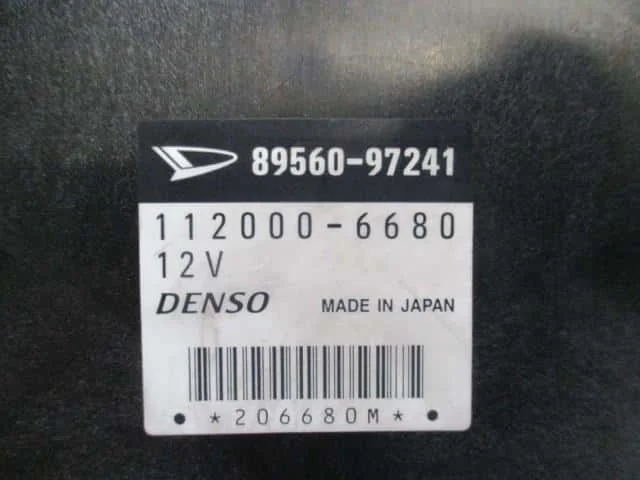 89560-97241
112000-6680
12V
DENSO MADE IN JAPAN
*206680M*